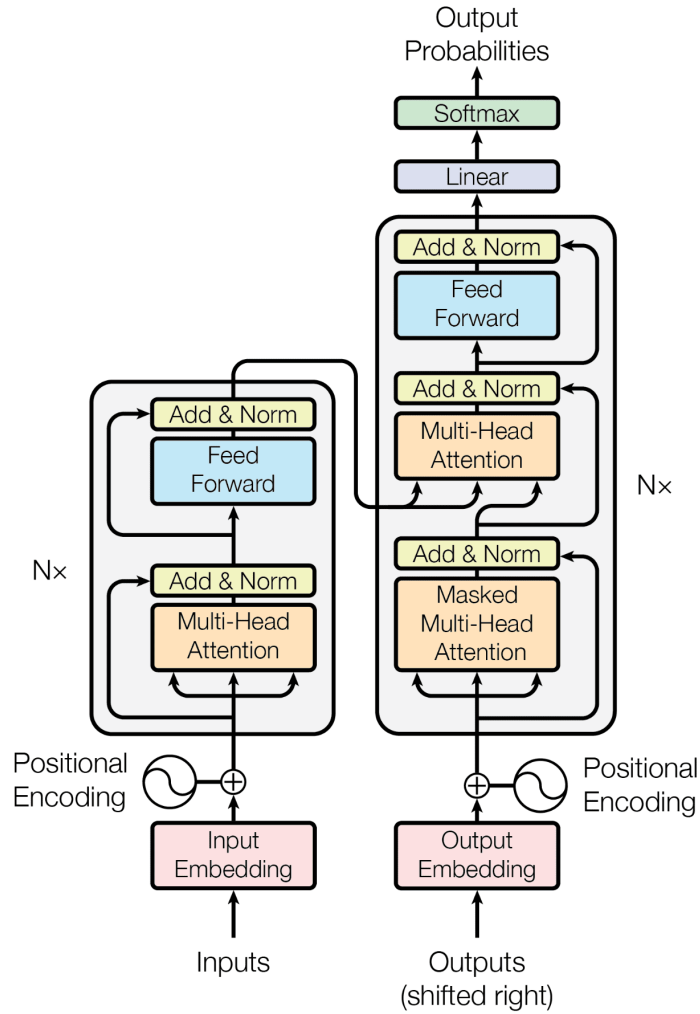 Output
Probabilities
Softmax
Linear
Add & Norm
Feed
Forward
Add & Norm
Multi-Head
Attention
Add & Norm
Masked
Multi-Head
Attention
N×
Add & Norm
Feed
Forward
Add & Norm
Multi-Head
Attention
N×
Positional
Encoding
Positional
Encoding
Input
Embedding
Output
Embedding
Inputs
Outputs
(shifted right)